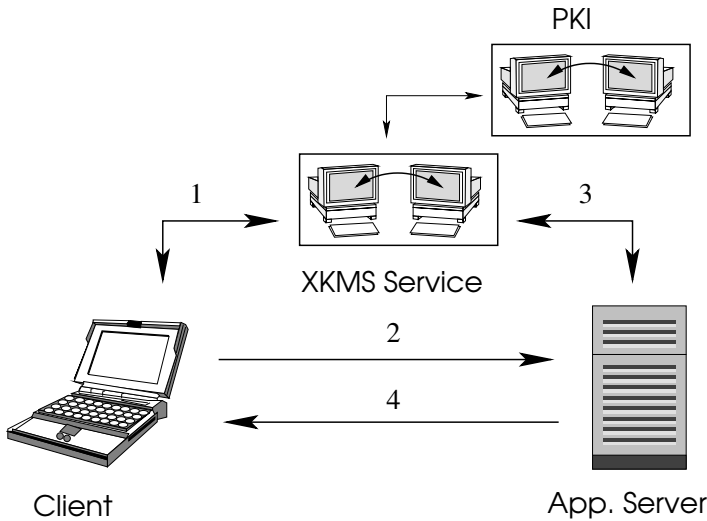 PKI
1
3
XKMS Service
2
4
Client
App. Server